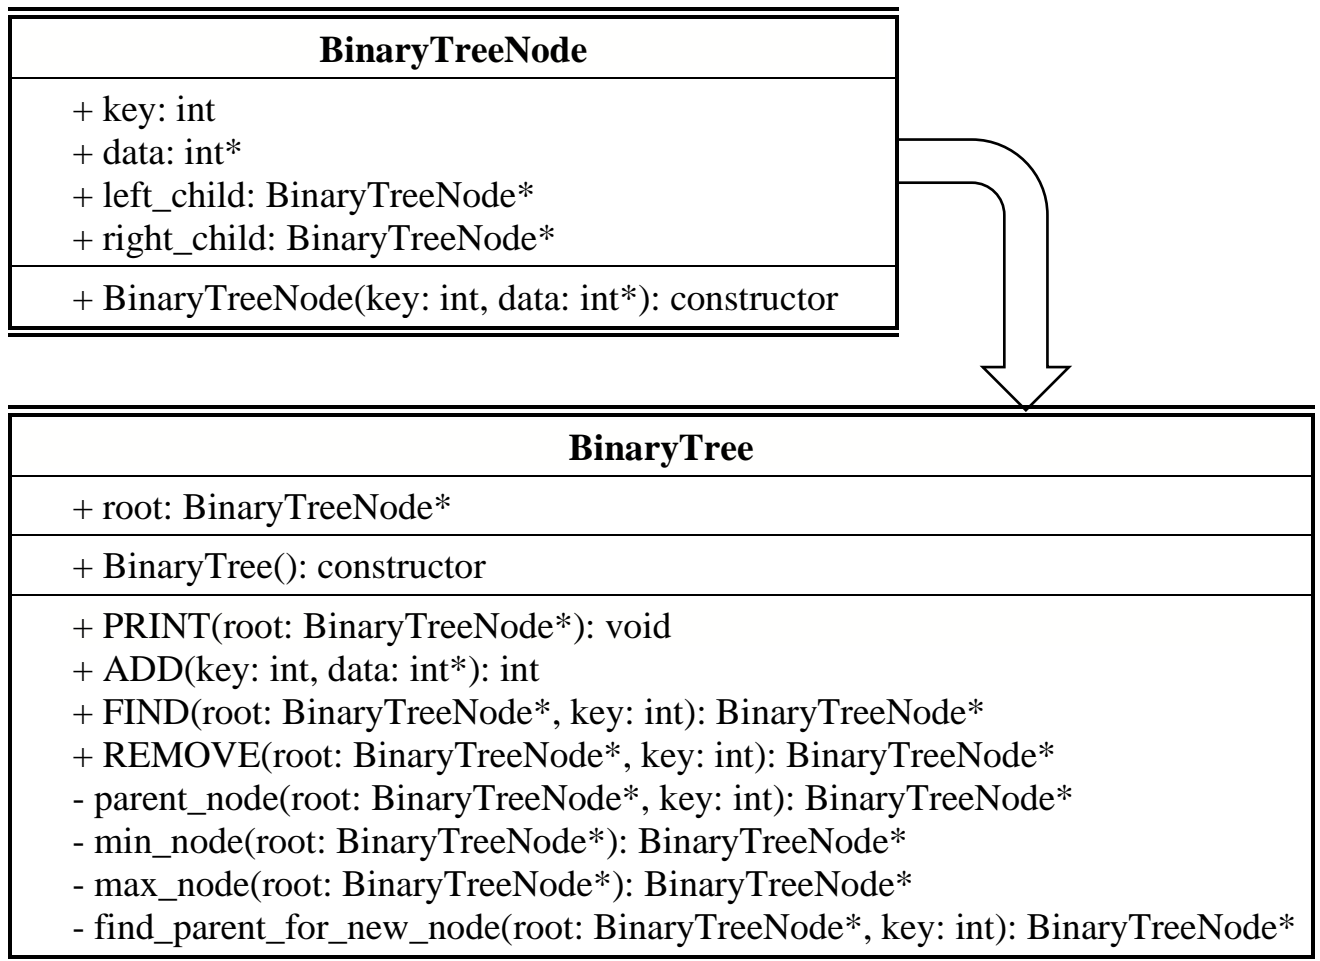 BinaryTreeNode
+ key: int
+ data: int*
+ left_child: BinaryTreeNode*
+ right_child: BinaryTreeNode*
+ BinaryTreeNode(key: int, data: int*): constructor
BinaryTree
+ root: BinaryTreeNode*
+ BinaryTree(): constructor
+ PRINT(root: BinaryTreeNode*): void
+ ADD(key: int, data: int*): int
+ FIND(root: BinaryTreeNode*, key: int): BinaryTreeNode*
+ REMOVE(root: BinaryTreeNode*, key: int): BinaryTreeNode*
- parent_node(root: BinaryTreeNode*, key: int): BinaryTreeNode*
- min_node(root: BinaryTreeNode*): BinaryTreeNode*
- max_node(root: BinaryTreeNode*): BinaryTreeNode*
- find_parent_for_new_node(root: BinaryTreeNode*, key: int): BinaryTreeNode*